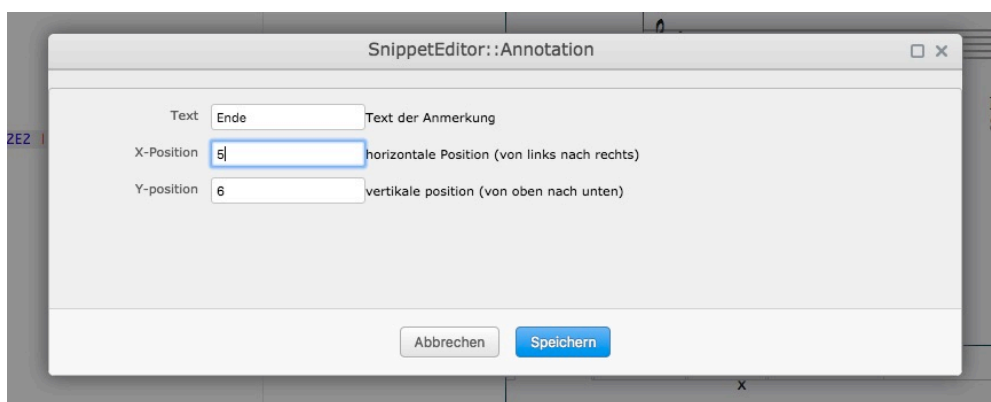 SnippetEditor::Annotation
Text Ende Text der Anmerkung
2E2 |
X-Position 5 horizontale Position (von links nach rechts)
Y-position 6 vertikale position (von oben nach unten)
Abbrechen Speichern
x